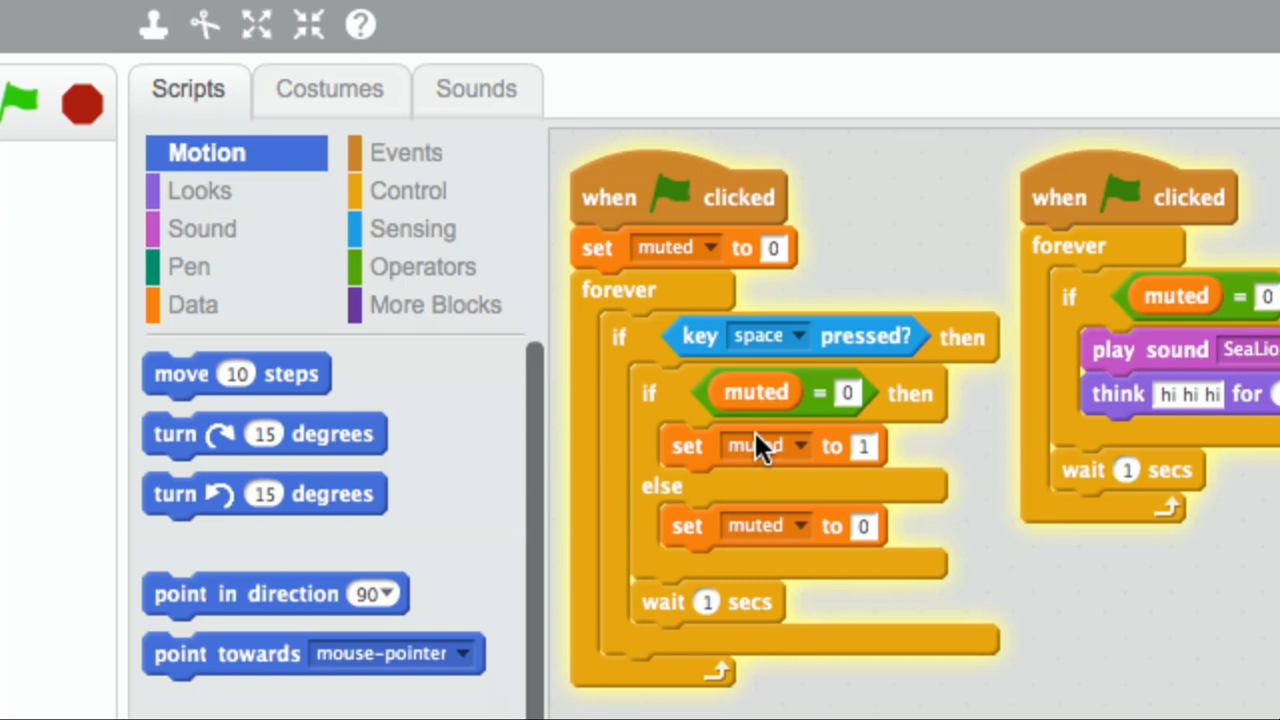 Scripts
Costumes
Sounds
Motion
Events
Looks
Control
Sound
Sensing
Pen
Operators
Data
More Blocks
move 10 steps
turn 15 degrees
turn 15 degrees
point in direction 90
point towards mouse-pointer
when clicked
set muted to 0
forever
if key space pressed? then
if muted = 0 then
set to 1
else
set muted to 0
wait 1 secs
when clicked
forever
if muted = 0
play sound
think hi hi hi for
wait 1 secs